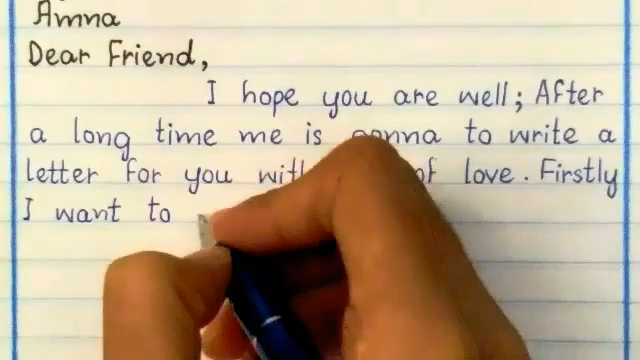 Amna
Dear Friend,
I hope you are well; After
a long time me is gonna to write a
letter for you of love. Firstly
I want to